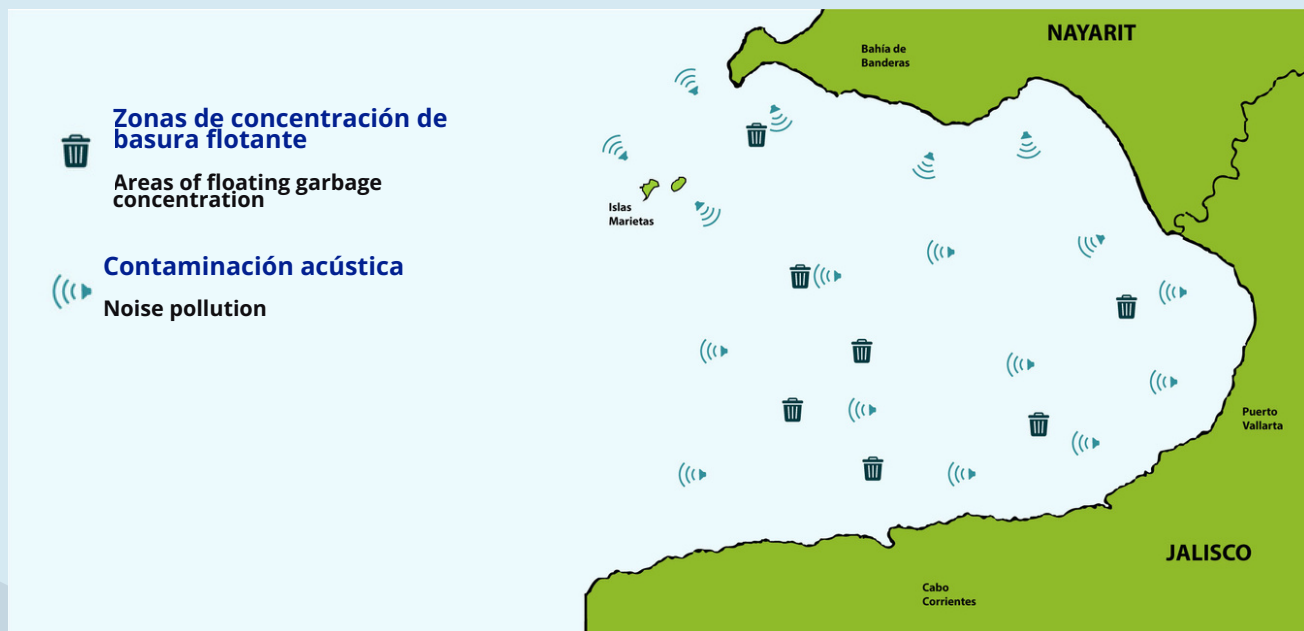 Zonas de concentración de
basura flotante
Areas of floating garbage
concentration
Contaminación acústica
Noise pollution
NAYARIT
Bahía de
Banderas
Islas
Marietas
Puerto
Vallarta
JALISCO
Cabo
Corrientes